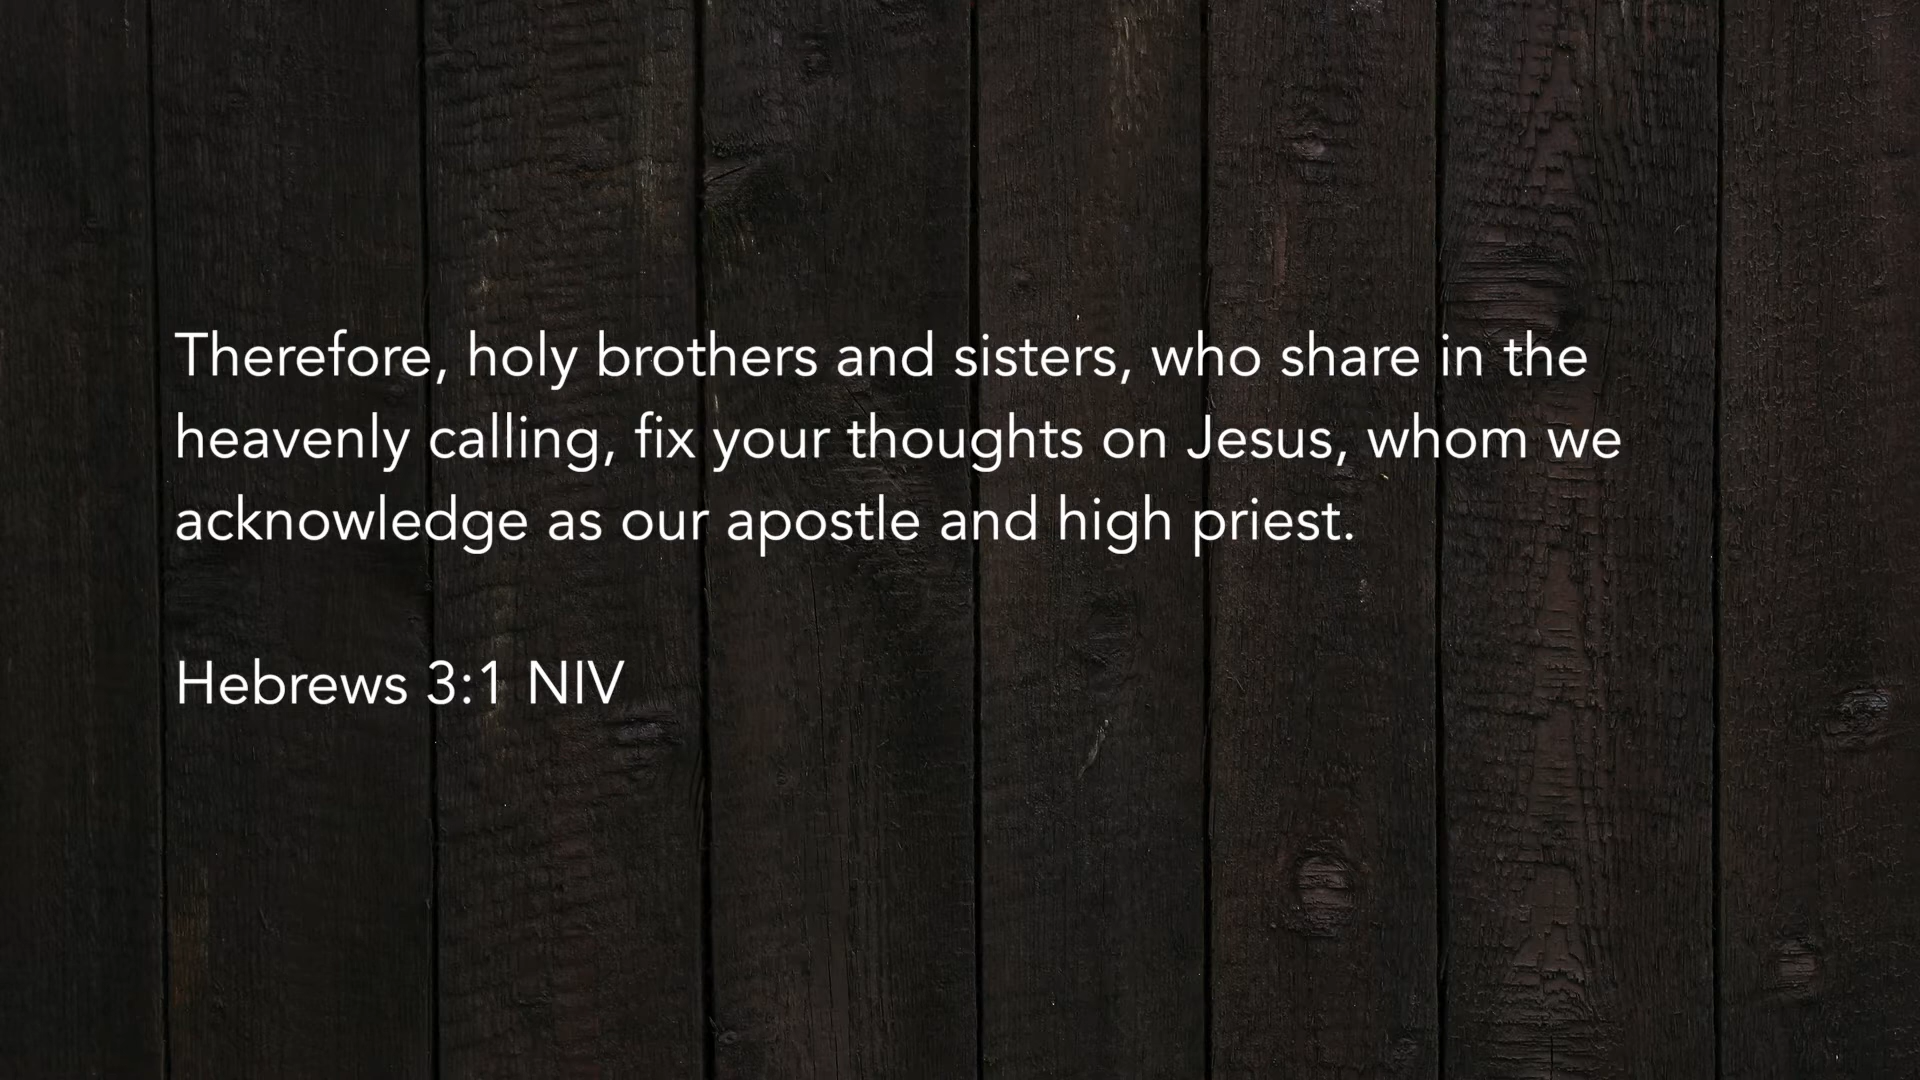 Therefore, holy brothers and sisters, who share in the
heavenly calling, fix your thoughts on Jesus, whom we
acknowledge as our apostle and high priest.
Hebrews 3:1 NIV